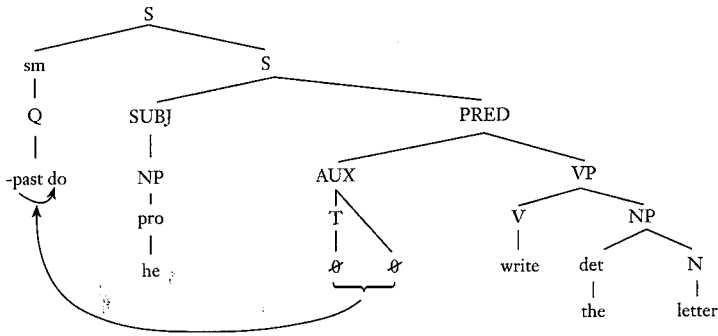 S
sm S
Q SUBJ PRED
-past do NP AUX VP
pro T V NP
he Ø Ø write det N
the letter